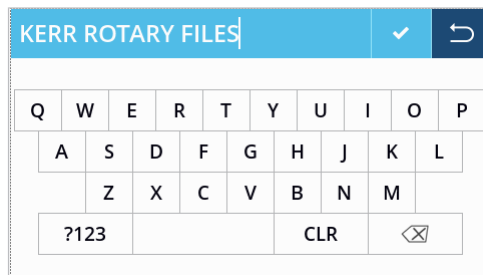 KERR ROTARY FILES
Q W E R T Y U I O P
A S D F G H J K L
Z X C V B N M
?123 CLR